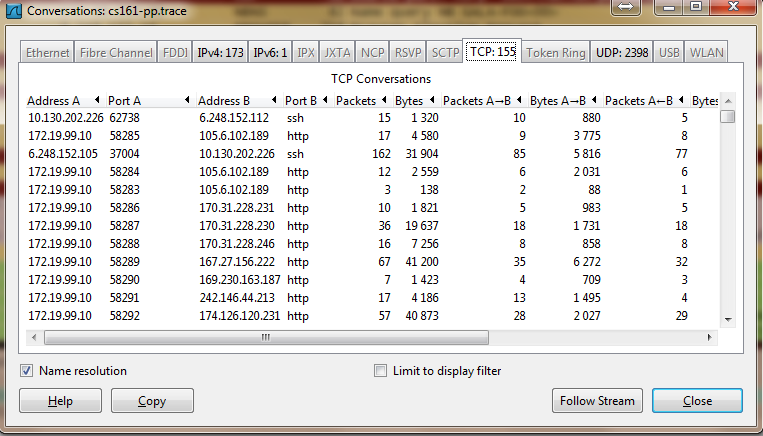 Conversations: cs161-pp.trace
Ethernet Fibre Channel FDDI IPv4: 173 IPv6: 1 IPX JXTA NCP RSVP SCTP TCP: 155 Token Ring UDP: 2398 USB WLAN
TCP Conversations
Address A Port A Address B Port B Packets Bytes Packets A→B Bytes A→B Packets A←B Bytes
10.130.202.226 62738 6.248.152.112 ssh 15 1 320 10 880 5
172.19.99.10 58285 105.6.102.189 http 17 4 580 9 3 775 8
6.248.152.105 37004 10.130.202.226 ssh 162 31 904 85 5 816 77
172.19.99.10 58284 105.6.102.189 http 12 2 559 6 2 031 6
172.19.99.10 58283 105.6.102.189 http 3 138 2 88 1
172.19.99.10 58286 170.31.228.231 http 10 1 821 5 983 5
172.19.99.10 58287 170.31.228.230 http 36 19 637 18 1 731 18
172.19.99.10 58288 170.31.228.246 http 16 7 256 8 858 8
172.19.99.10 58289 167.27.156.222 http 67 41 200 35 6 272 32
172.19.99.10 58290 169.230.163.187 http 7 1 423 4 709 3
172.19.99.10 58291 242.146.44.213 http 17 4 186 13 1 495 4
172.19.99.10 58292 174.126.120.231 http 57 40 873 28 2 027 29
Name resolution Limit to display filter
Help Copy Follow Stream Close